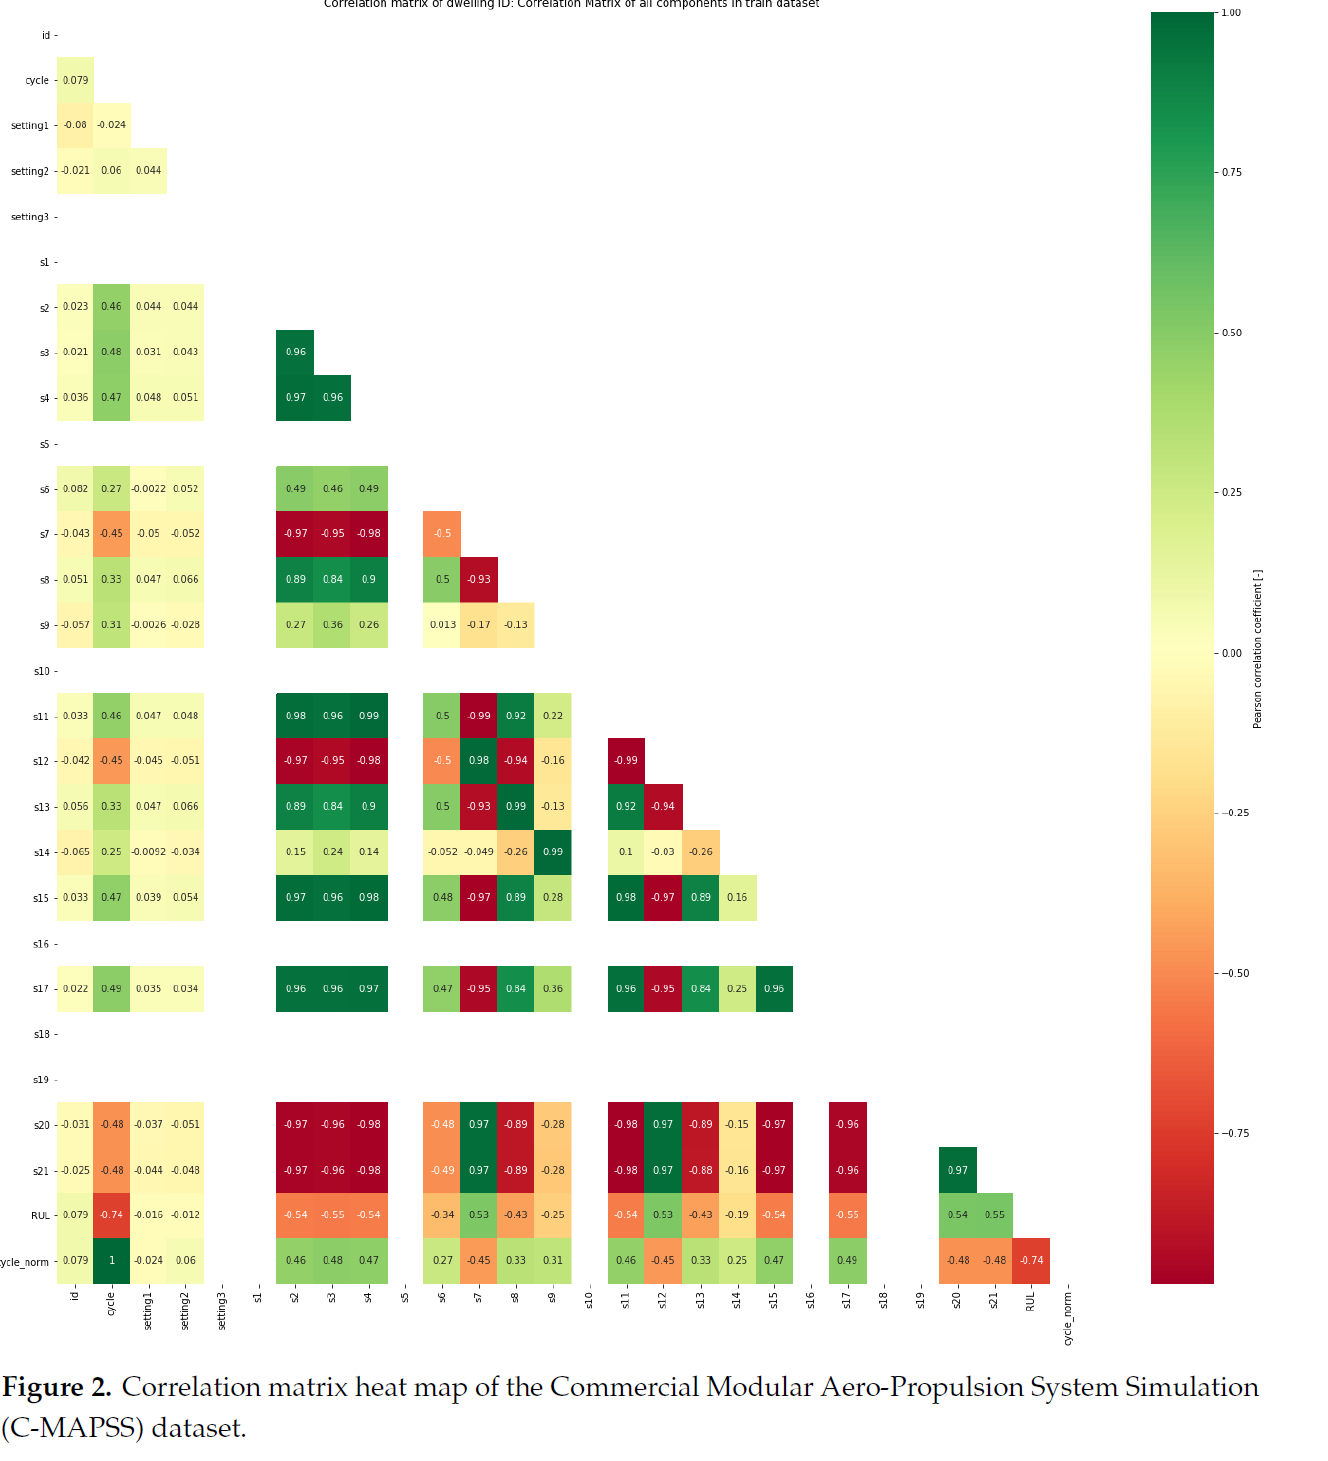 Correlation matrix of dwelling ID: Correlation Matrix of all components in train dataset
id
cycle 0.079
setting1 -0.08 -0.024
setting2 -0.021 0.06 0.044
setting3
s1
s2 0.023 0.46 0.044 0.044
s3 0.021 0.48 0.031 0.043 0.96
s4 0.036 0.47 0.048 0.051 0.97 0.96
s5
s6 0.082 0.27 -0.0022 0.052 0.49 0.46 0.49
s7 -0.043 -0.45 -0.05 -0.052 -0.97 -0.95 -0.98 -0.5
s8 0.051 0.33 0.047 0.066 0.89 0.84 0.9 0.5 -0.93
s9 -0.057 0.31 -0.0026 -0.028 0.27 0.36 0.26 0.013 -0.17 -0.13
s10
s11 0.033 0.46 0.047 0.048 0.98 0.96 0.99 0.5 -0.99 0.92 0.22
s12 -0.042 -0.45 -0.045 -0.051 -0.97 -0.95 -0.98 -0.5 0.98 -0.94 -0.16 -0.99
s13 0.056 0.33 0.047 0.066 0.89 0.84 0.9 0.5 -0.93 0.99 -0.13 0.92 -0.94
s14 -0.065 0.25 -0.0092 -0.034 0.15 0.24 0.14 -0.052 -0.049 -0.26 0.99 0.1 -0.03 -0.26
s15 0.033 0.47 0.039 0.054 0.97 0.96 0.98 0.48 -0.97 0.89 0.28 0.98 -0.97 0.89 0.16
s16
s17 0.022 0.49 0.035 0.034 0.96 0.96 0.97 0.47 -0.95 0.84 0.36 0.96 -0.95 0.84 0.25 0.96
s18
s19
s20 -0.031 -0.48 -0.037 -0.051 -0.97 -0.96 -0.98 -0.48 0.97 -0.89 -0.28 -0.98 0.97 -0.89 -0.15 -0.97 -0.96
s21 -0.025 -0.48 -0.044 -0.048 -0.97 -0.96 -0.98 -0.49 0.97 -0.89 -0.28 -0.98 0.97 -0.88 -0.16 -0.97 -0.96 0.97
RUL 0.079 -0.74 -0.016 -0.012 -0.54 -0.55 -0.54 -0.34 0.53 -0.43 -0.25 -0.54 0.53 -0.43 -0.19 -0.54 -0.55 0.54 0.55
cycle_norm 0.079 1 -0.024 0.06 0.46 0.48 0.47 0.27 -0.45 0.33 0.31 0.46 -0.45 0.33 0.25 0.47 0.49 -0.48 -0.48 -0.74
id cycle setting1 setting2 setting3 s1 s2 s3 s4 s5 s6 s7 s8 s9 s10 s11 s12 s13 s14 s15 s16 s17 s18 s19 s20 s21 RUL cycle_norm
1.00
0.75
0.50
0.25
0.00
−0.25
−0.50
−0.75
Pearson correlation coefficient [-]
Figure 2. Correlation matrix heat map of the Commercial Modular Aero-Propulsion System Simulation
(C-MAPSS) dataset.